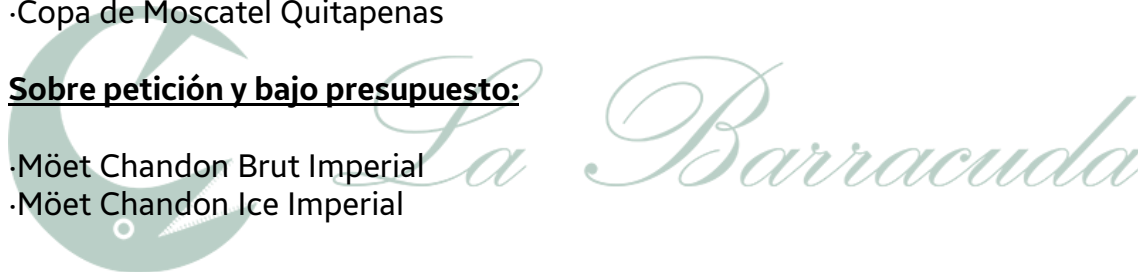 ·Copa de Moscatel Quitapenas
Sobre petición y bajo presupuesto:
La Barracuda
·Möet Chandon Brut Imperial
·Möet Chandon Ice Imperial